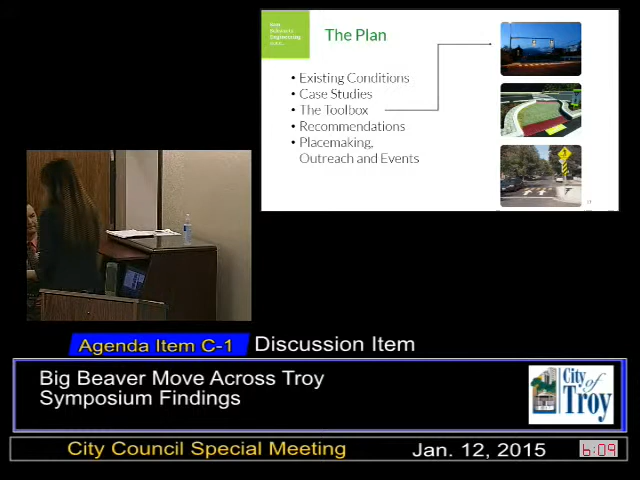 The Plan
• Existing Conditions
• Case Studies
• The Toolbox
• Recommendations
• Placemaking,
Outreach and Events
Agenda Item C-1 Discussion Item
Big Beaver Move Across Troy
Symposium Findings
City of
Troy
City Council Special Meeting Jan. 12, 2015 6:09